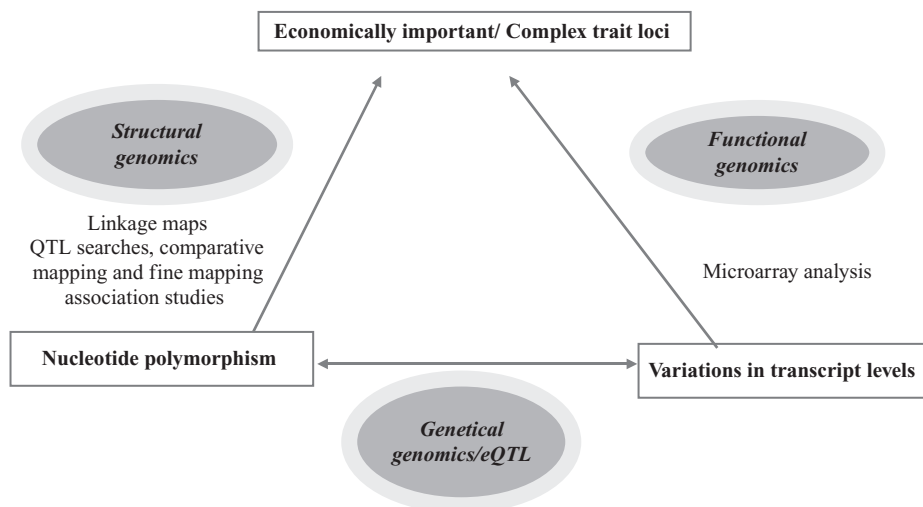 Economically important/ Complex trait loci
Structural
genomics
Functional
genomics
Linkage maps
QTL searches, comparative
mapping and fine mapping
association studies
Microarray analysis
Nucleotide polymorphism
Variations in transcript levels
Genetical
genomics/eQTL